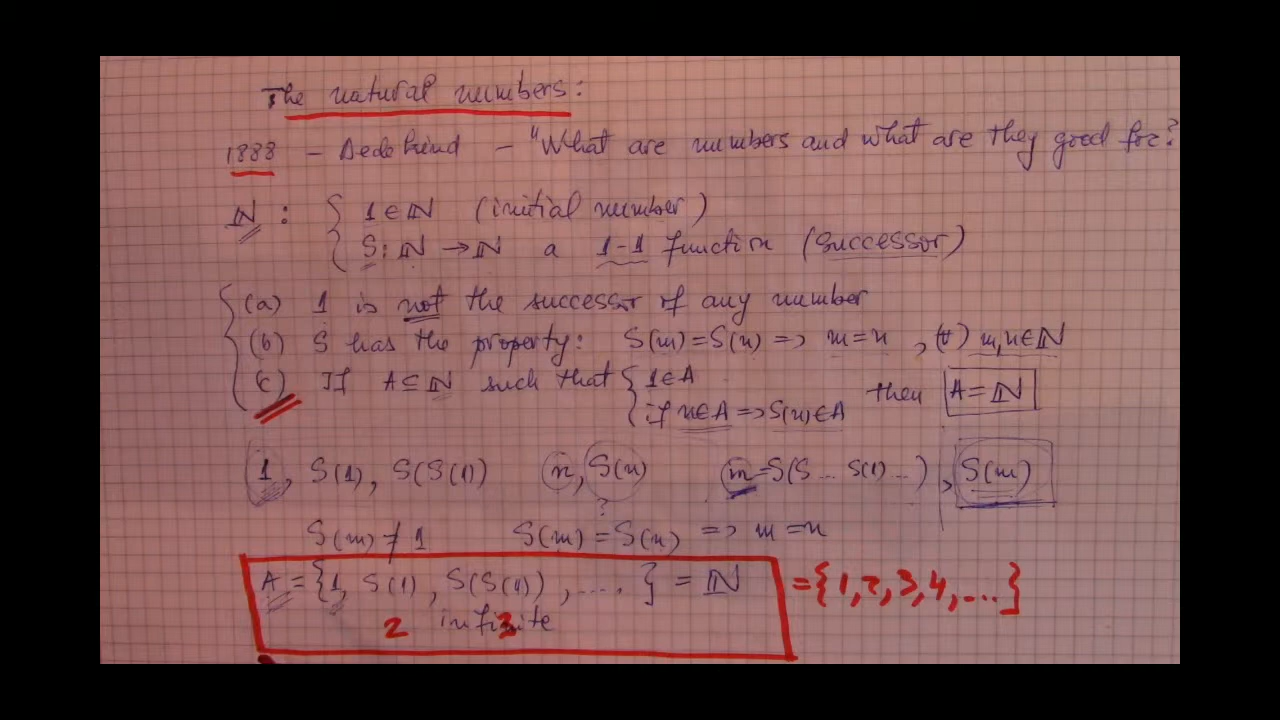 The natural numbers:
1888 - Dedekind - "What are numbers and what are they good for?
ℕ : { 1 ∈ ℕ (initial number)
{ S: ℕ → ℕ a 1-1 function (successor)
(a) 1 is not the successor of any number
(b) S has the property: S(m) = S(n) => m = n, (∀) m, n ∈ ℕ
(c) If A ⊆ ℕ such that { 1 ∈ A
if n ∈ A => S(n) ∈ A then A = ℕ
1, S(1), S(S(1)) n, S(n) m = S(S ... S(1) ...), S(m)
?
S(m) ≠ 1 S(m) = S(n) => m = n
A = {1, S(1), S(S(1)), .... } = ℕ = {1, 2, 3, 4, ...}
2 infinite 3